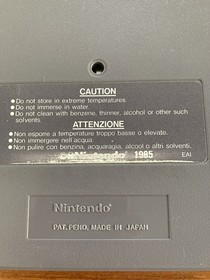 CAUTION
●Do not store in extreme temperatures.
●Do not immerse in water.
●Do not clean with benzene, thinner, alcohol or other such
solvents.
ATTENZIONE
●Non esporre a temperature troppo basse o elevate.
●Non immergere nell'acqua.
●Non pulire con benzina, acquaragia, alcool o altri solventi.
©Nintendo 1985
EAI
Nintendo
PAT. PEND. MADE IN JAPAN